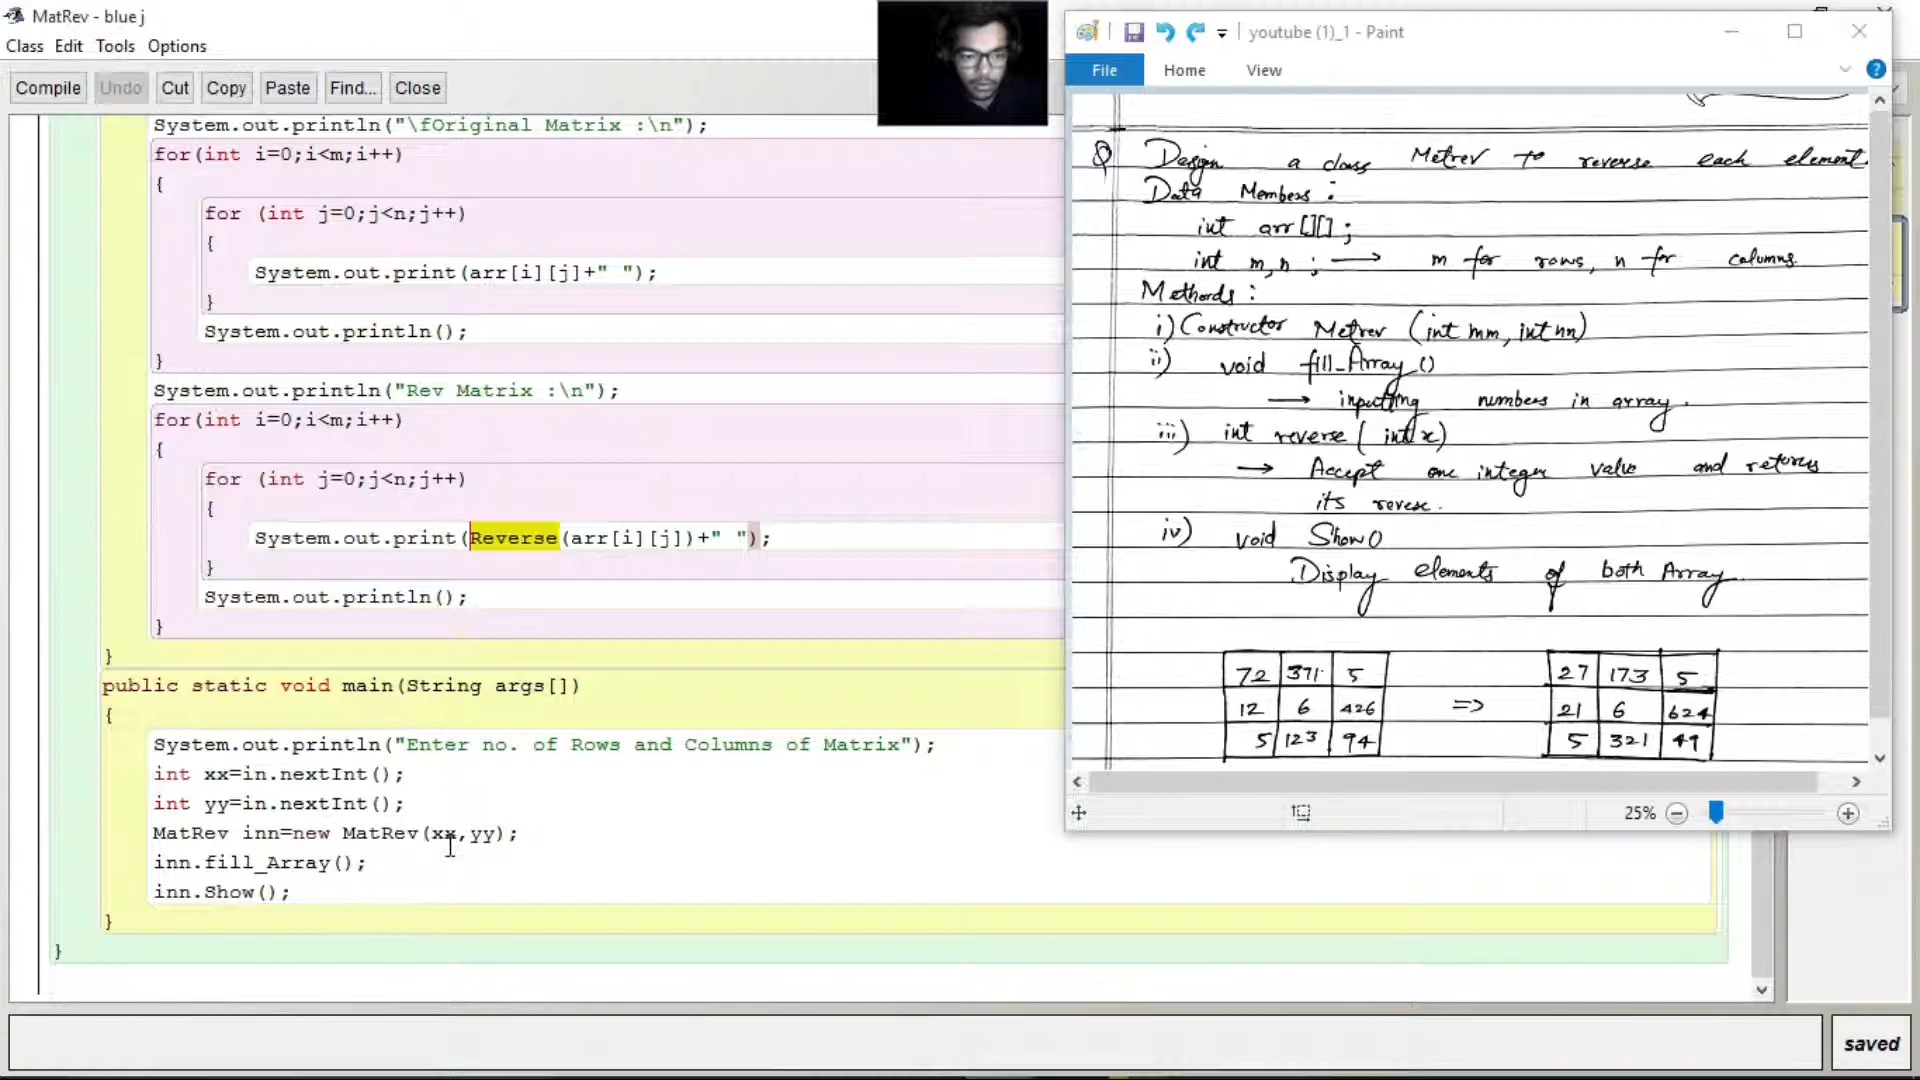 MatRev - blue j
Class Edit Tools Options
Compile Undo Cut Copy Paste Find... Close
System.out.println("\fOriginal Matrix :\n");
for(int i=0;i<m;i++)
{
for (int j=0;j<n;j++)
{
System.out.print(arr[i][j]+" ");
}
System.out.println();
}
System.out.println("Rev Matrix :\n");
for(int i=0;i<m;i++)
{
for (int j=0;j<n;j++)
{
System.out.print(Reverse(arr[i][j])+" ");
}
System.out.println();
}
}
public static void main(String args[])
{
System.out.println("Enter no. of Rows and Columns of Matrix");
int xx=in.nextInt();
int yy=in.nextInt();
MatRev inn=new MatRev(xx,yy);
inn.fill_Array();
inn.Show();
}
}
saved
youtube (1)_1 - Paint
File Home View
Q Design a class Metrev to reverse each element
Data Members :
int arr[][];
int m,n ; → m for rows, n for columns.
Methords :
i) Constructor Metrev (int mm, int nn)
ii) void fill_Array()
→ inputting numbers in array.
iii) int reverse( int x)
→ Accept one integer value and returns
its reverse.
iv) void Show()
Display elements of both Array.
72 371 5 27 173 5
12 6 426 => 21 6 624
5 123 94 5 321 49
25%